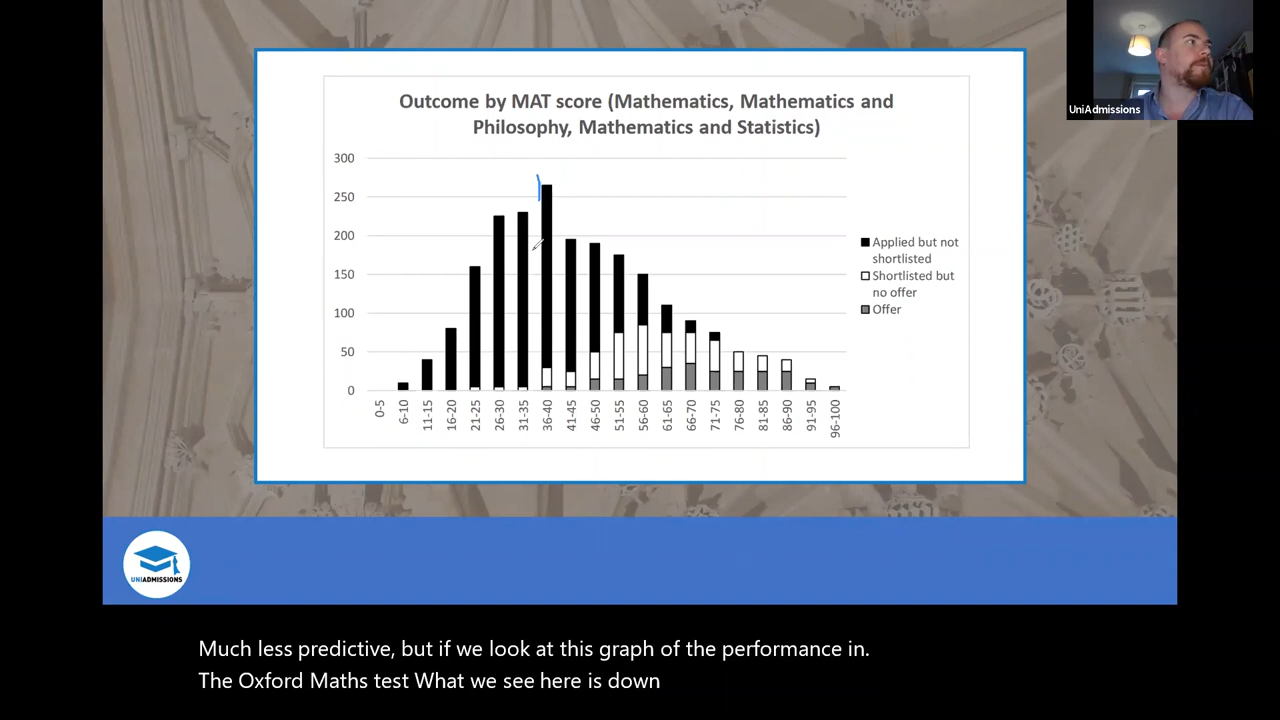 UniAdmissions
Outcome by MAT score (Mathematics, Mathematics and
Philosophy, Mathematics and Statistics)
300
250
200
150
100
50
0
0-5
6-10
11-15
16-20
21-25
26-30
31-35
36-40
41-45
46-50
51-55
56-60
61-65
66-70
71-75
76-80
81-85
86-90
91-95
96-100
Applied but not
shortlisted
Shortlisted but
no offer
Offer
UNIADMISSIONS
Much less predictive, but if we look at this graph of the performance in.
The Oxford Maths test What we see here is down